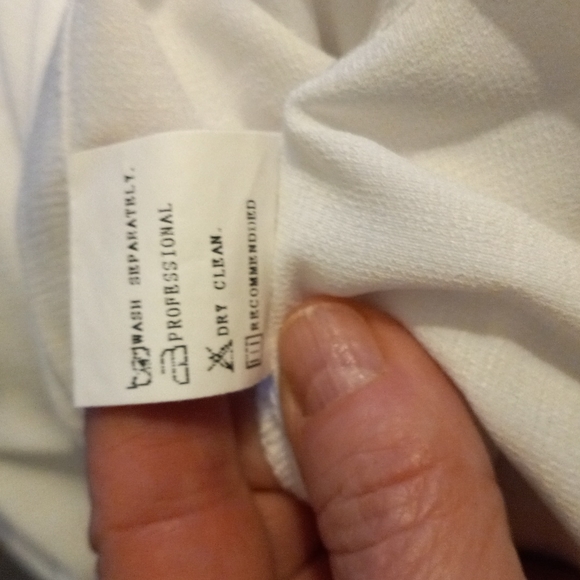 WASH SEPARATELY.
PROFESSIONAL
DRY CLEAN.
RECOMMENDED